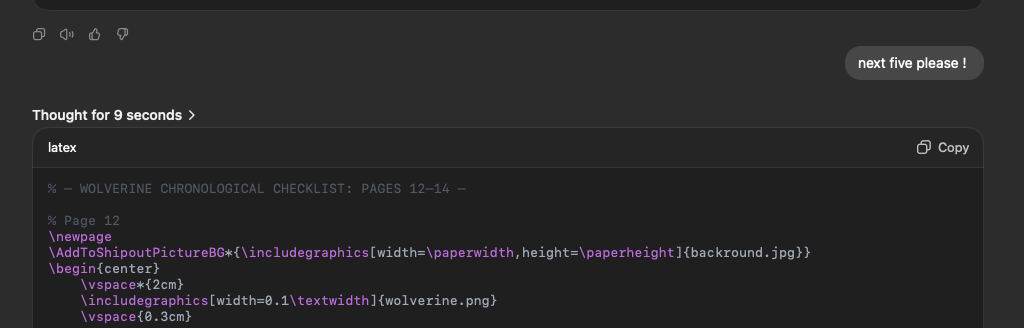 next five please !
Thought for 9 seconds >
latex
Copy
% — WOLVERINE CHRONOLOGICAL CHECKLIST: PAGES 12–14 —
% Page 12
\newpage
\AddToShipoutPictureBG*{\includegraphics[width=\paperwidth,height=\paperheight]{backround.jpg}}
\begin{center}
\vspace*{2cm}
\includegraphics[width=0.1\textwidth]{wolverine.png}
\vspace{0.3cm}